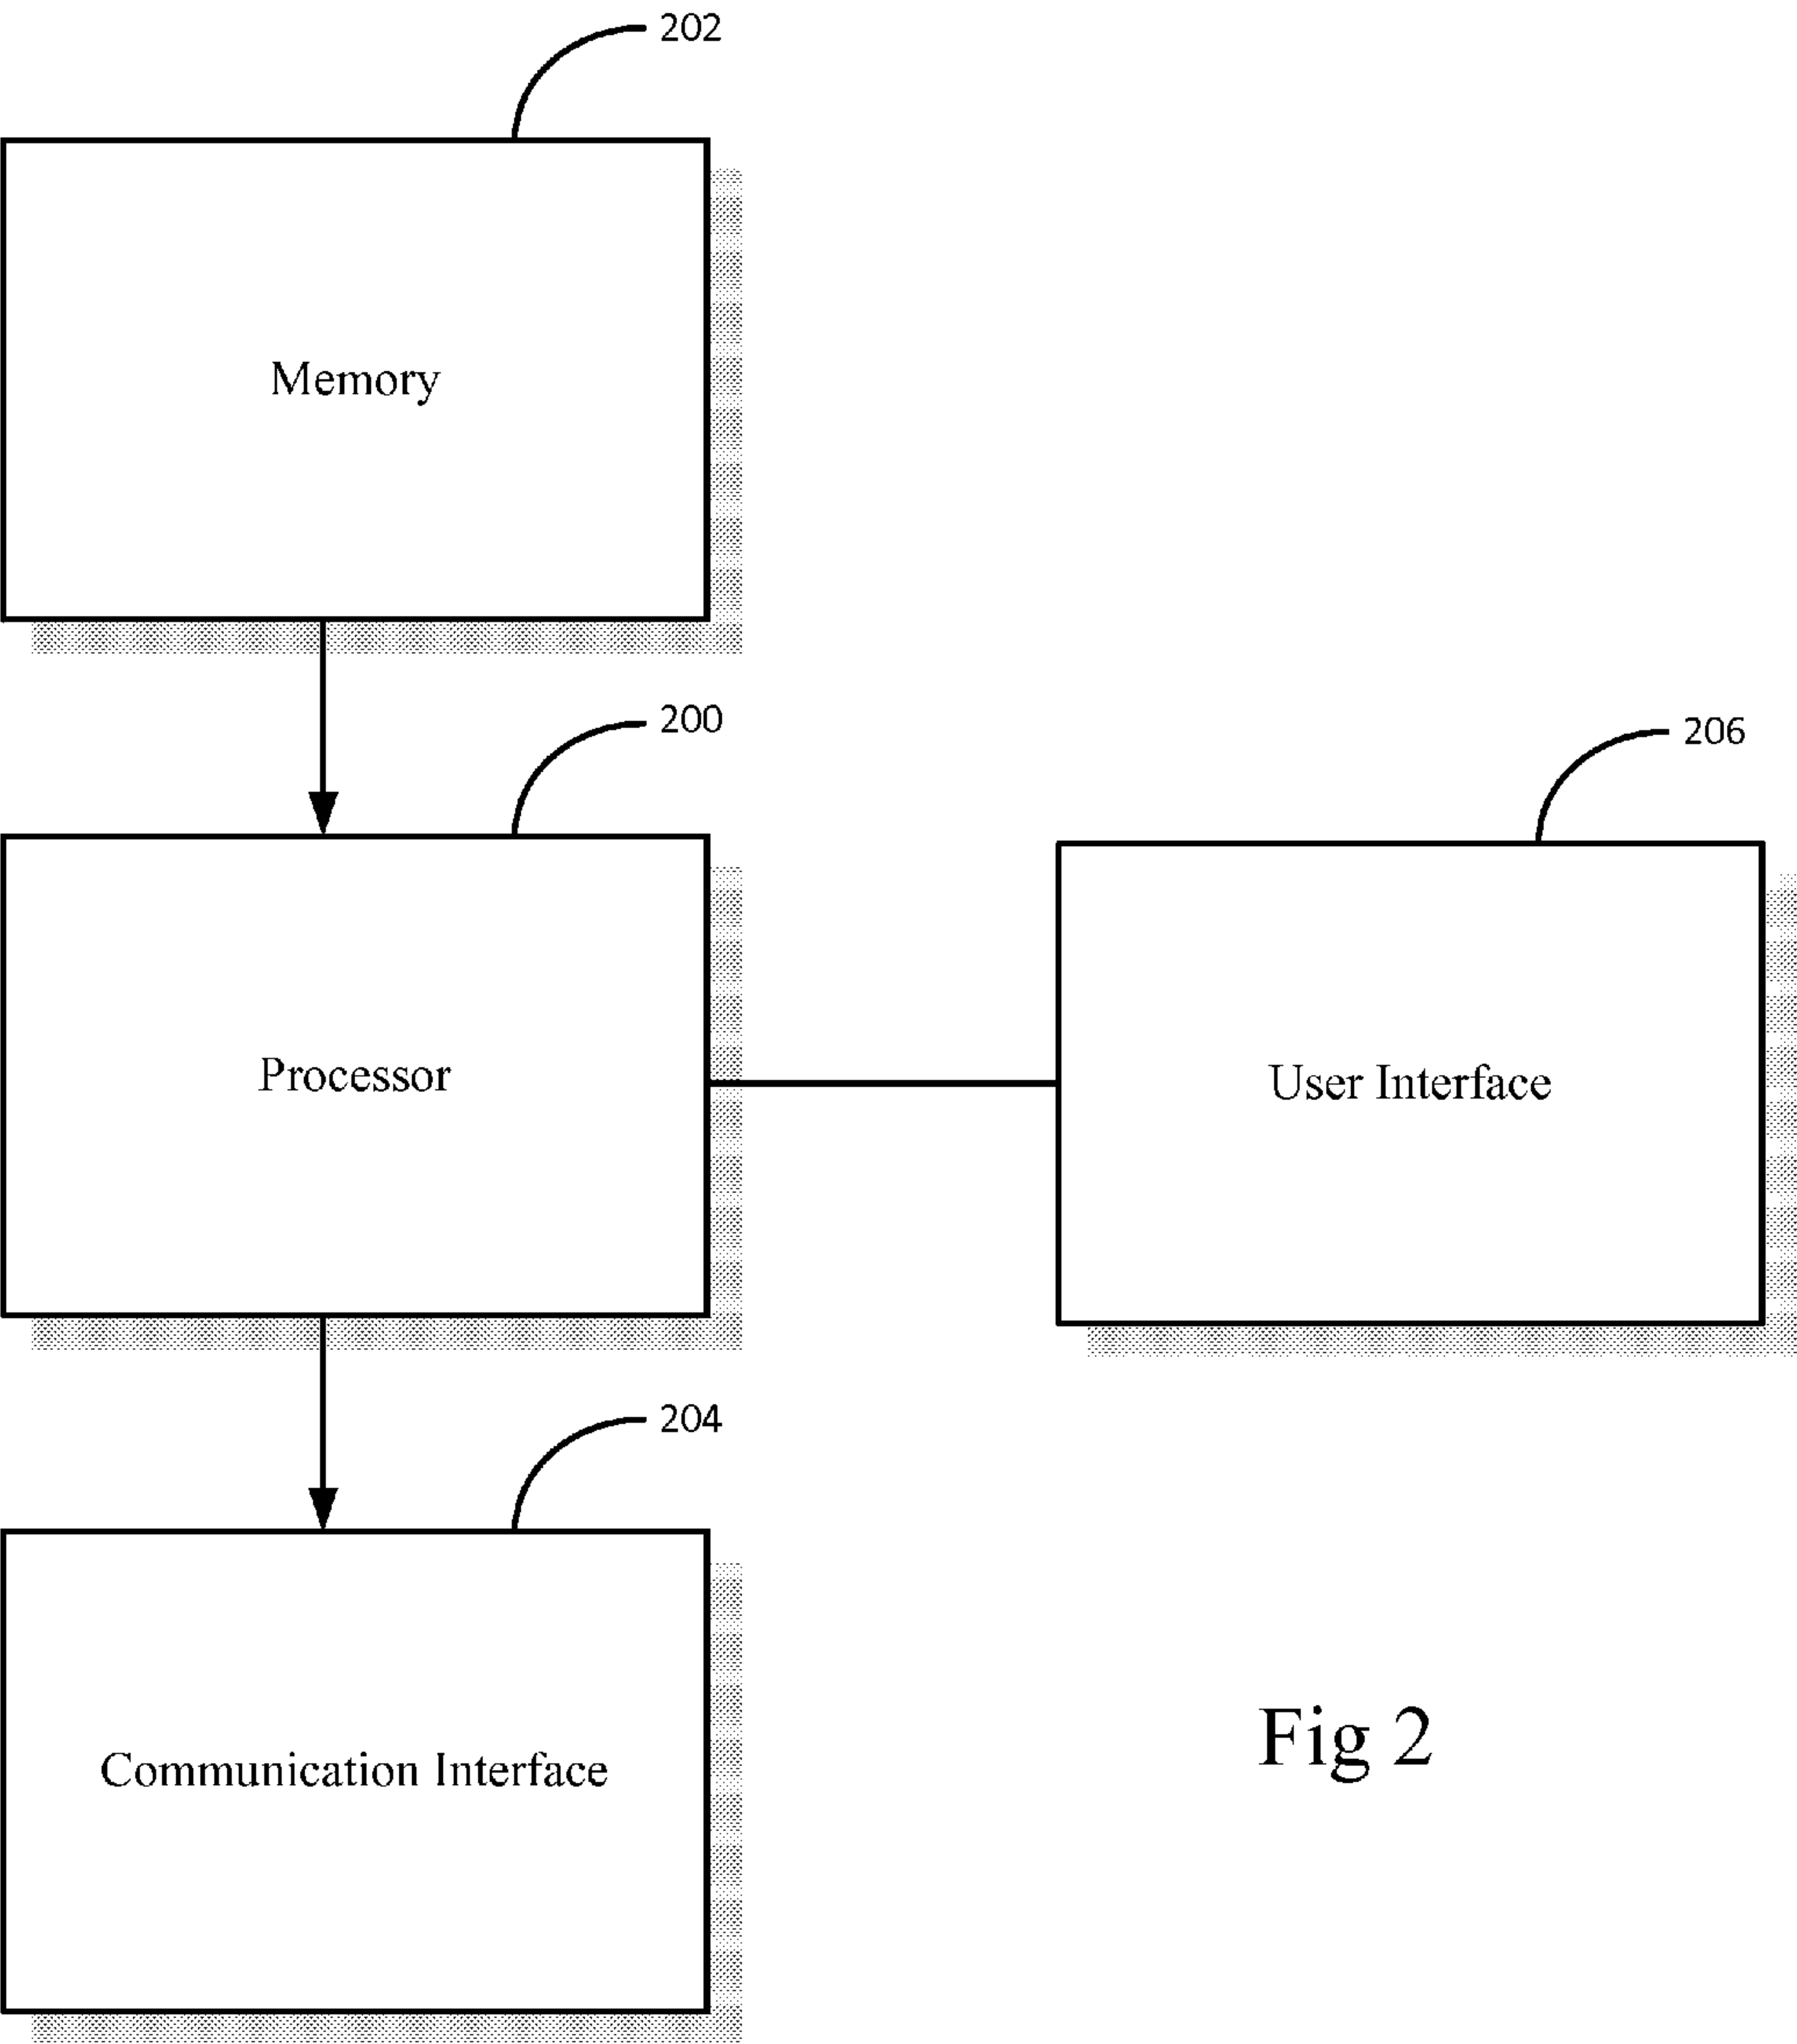 202
Memory
200
Processor
206
User Interface
204
Communication Interface
Fig 2